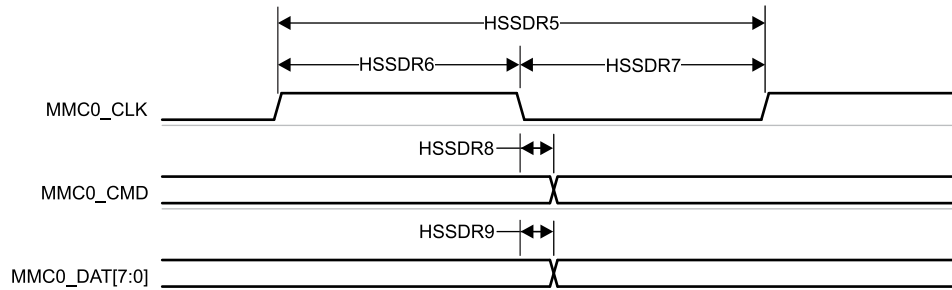 HSSDR5
HSSDR6
HSSDR7
MMC0_CLK
HSSDR8
MMC0_CMD
HSSDR9
MMC0_DAT[7:0]